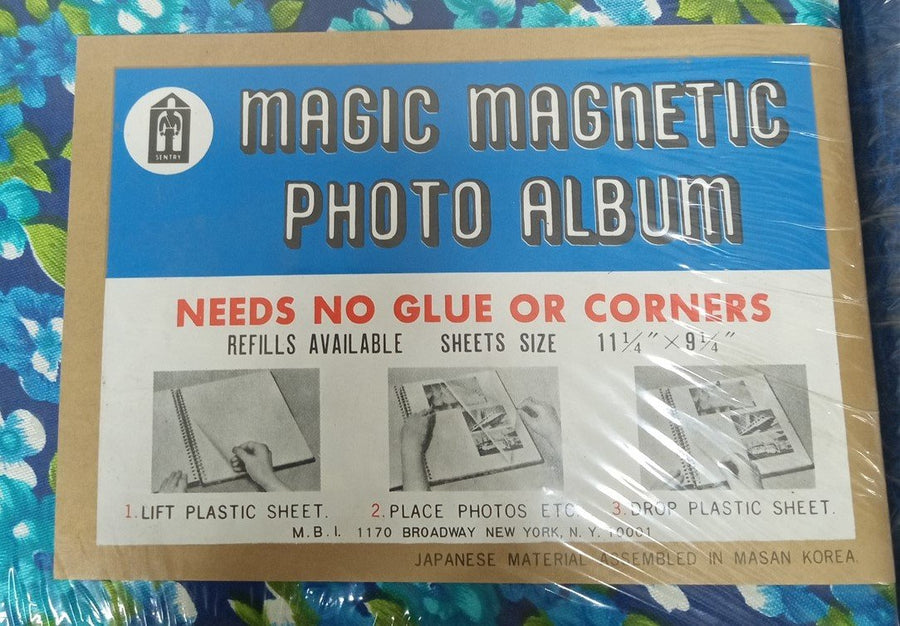 SENTRY
MAGIC MAGNETIC
PHOTO ALBUM
NEEDS NO GLUE OR CORNERS
REFILLS AVAILABLE SHEETS SIZE 11¼" × 9¼"
1. LIFT PLASTIC SHEET. 2. PLACE PHOTOS ETC. 3. DROP PLASTIC SHEET.
M.B.I. 1170 BROADWAY NEW YORK, N.Y. 10001
JAPANESE MATERIAL ASSEMBLED IN MASAN KOREA.